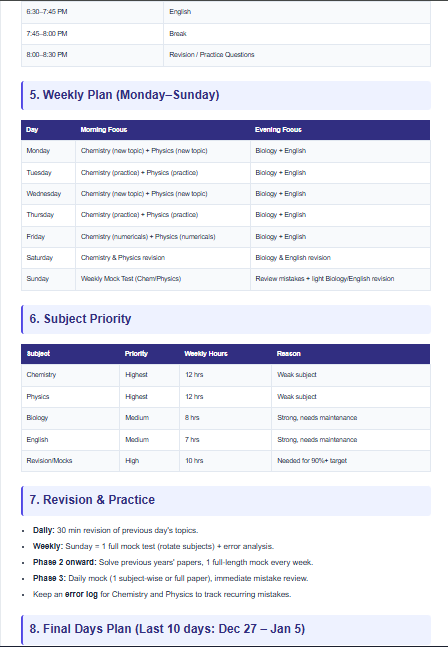 6:30–7:45 PM English
7:45–8:00 PM Break
8:00–8:30 PM Revision / Practice Questions
5. Weekly Plan (Monday–Sunday)
Day Morning Focus Evening Focus
Monday Chemistry (new topic) + Physics (new topic) Biology + English
Tuesday Chemistry (practice) + Physics (practice) Biology + English
Wednesday Chemistry (new topic) + Physics (new topic) Biology + English
Thursday Chemistry (practice) + Physics (practice) Biology + English
Friday Chemistry (numericals) + Physics (numericals) Biology + English
Saturday Chemistry & Physics revision Biology & English revision
Sunday Weekly Mock Test (Chem/Physics) Review mistakes + light Biology/English revision
6. Subject Priority
Subject Priority Weekly Hours Reason
Chemistry Highest 12 hrs Weak subject
Physics Highest 12 hrs Weak subject
Biology Medium 8 hrs Strong, needs maintenance
English Medium 7 hrs Strong, needs maintenance
Revision/Mocks High 10 hrs Needed for 90%+ target
7. Revision & Practice
• Daily: 30 min revision of previous day's topics.
• Weekly: Sunday = 1 full mock test (rotate subjects) + error analysis.
• Phase 2 onward: Solve previous years' papers, 1 full-length mock every week.
• Phase 3: Daily mock (1 subject-wise or full paper), immediate mistake review.
• Keep an error log for Chemistry and Physics to track recurring mistakes.
8. Final Days Plan (Last 10 days: Dec 27 – Jan 5)